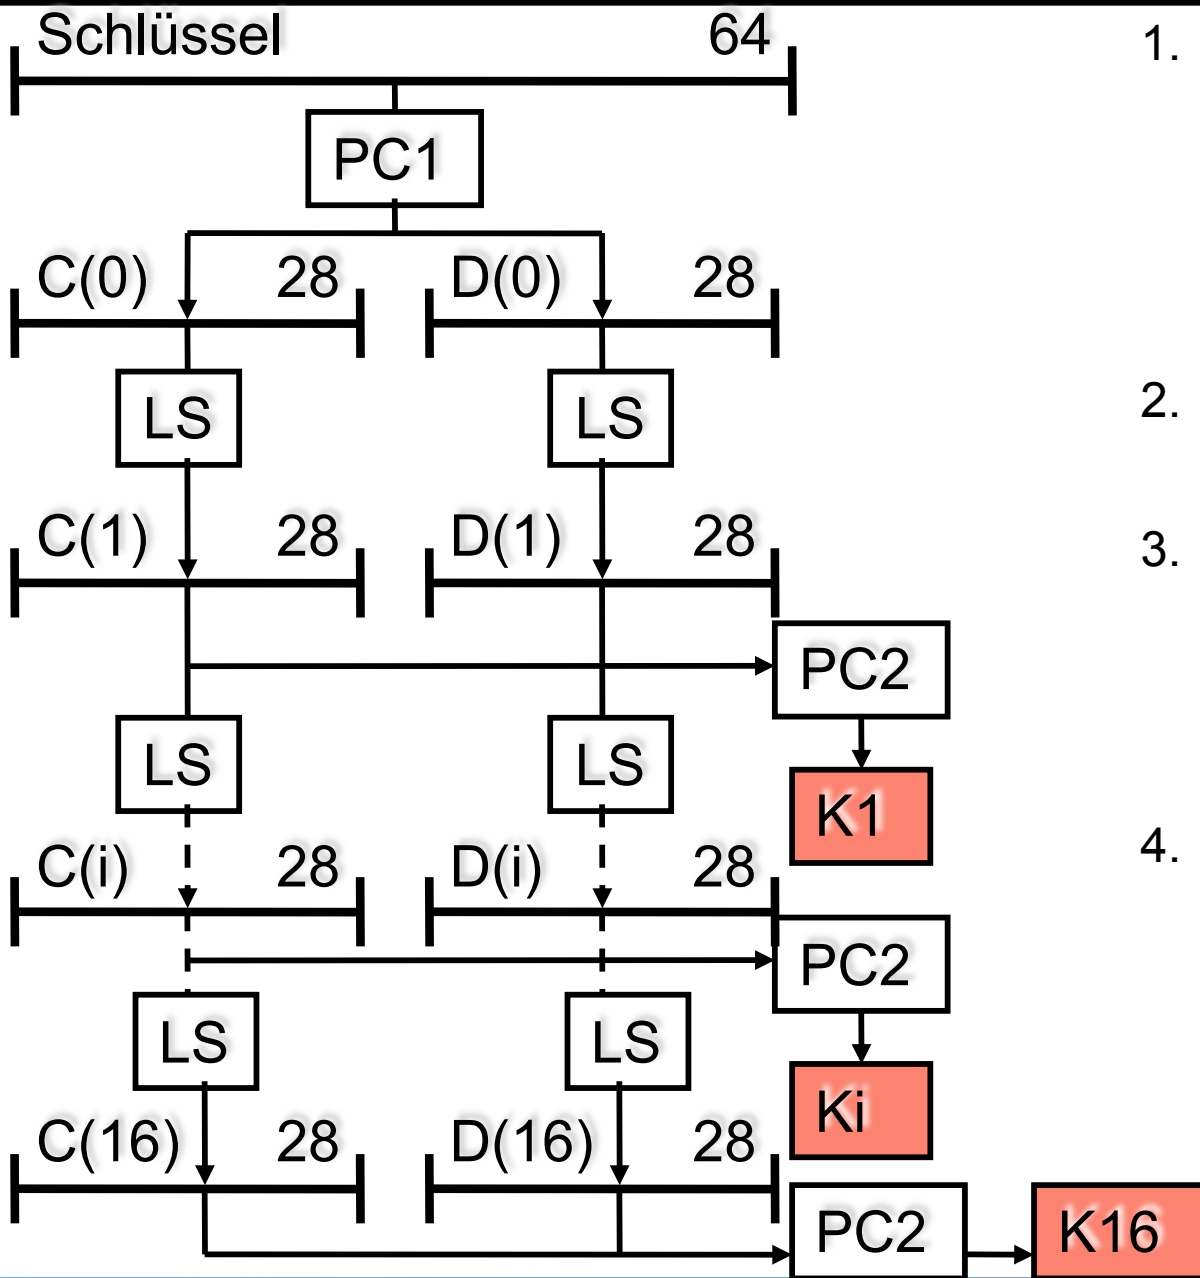 Schlüssel 64
1.
PC1
C(0) 28 D(0) 28
LS LS
2.
C(1) 28 D(1) 28
3.
PC2
LS LS
K1
C(i) 28 D(i) 28
4.
PC2
LS LS
Ki
C(16) 28 D(16) 28
PC2 K16